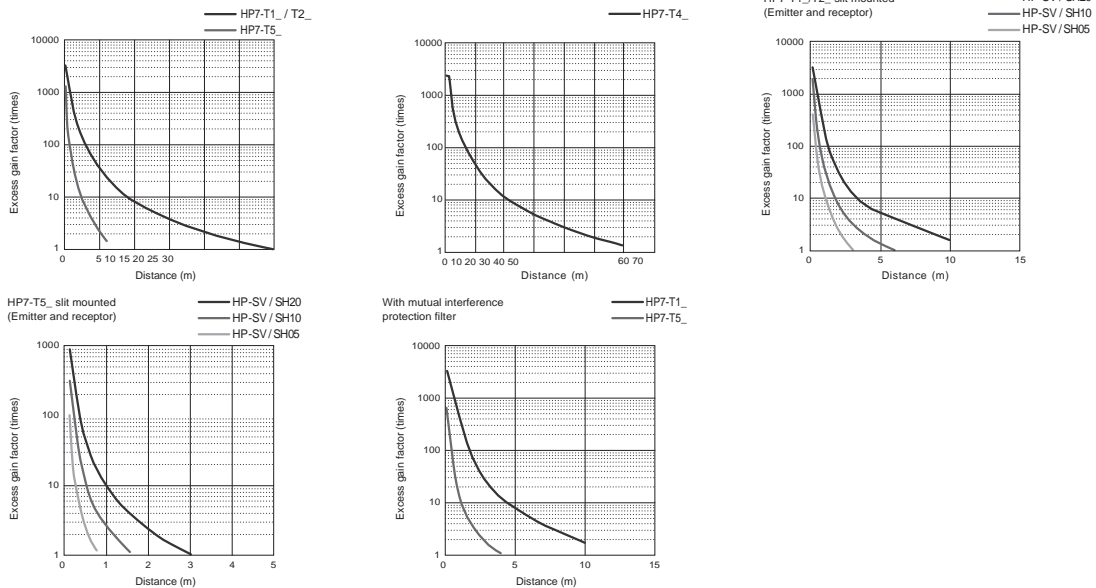 HP7-T1_ / T2_
HP7-T5_
Excess gain factor (times)
10000
1000
100
10
1
0 5 10 15 20 25 30
Distance (m)
HP7-T4_
Excess gain factor (times)
10000
1000
100
10
1
0 10 20 30 40 50 60 70
Distance (m)
slit mounted
(Emitter and receptor)
HP-SV / SH10
HP-SV / SH05
Excess gain factor (times)
10000
1000
100
10
1
0 5 10 15
Distance (m)
HP7-T5_ slit mounted
(Emitter and receptor)
HP-SV / SH20
HP-SV / SH10
HP-SV / SH05
Excess gain factor (times)
1000
100
10
1
0 1 2 3 4 5
Distance (m)
With mutual interference
protection filter
HP7-T1_
HP7-T5_
Excess gain factor (times)
10000
1000
100
10
1
0 5 10 15
Distance (m)